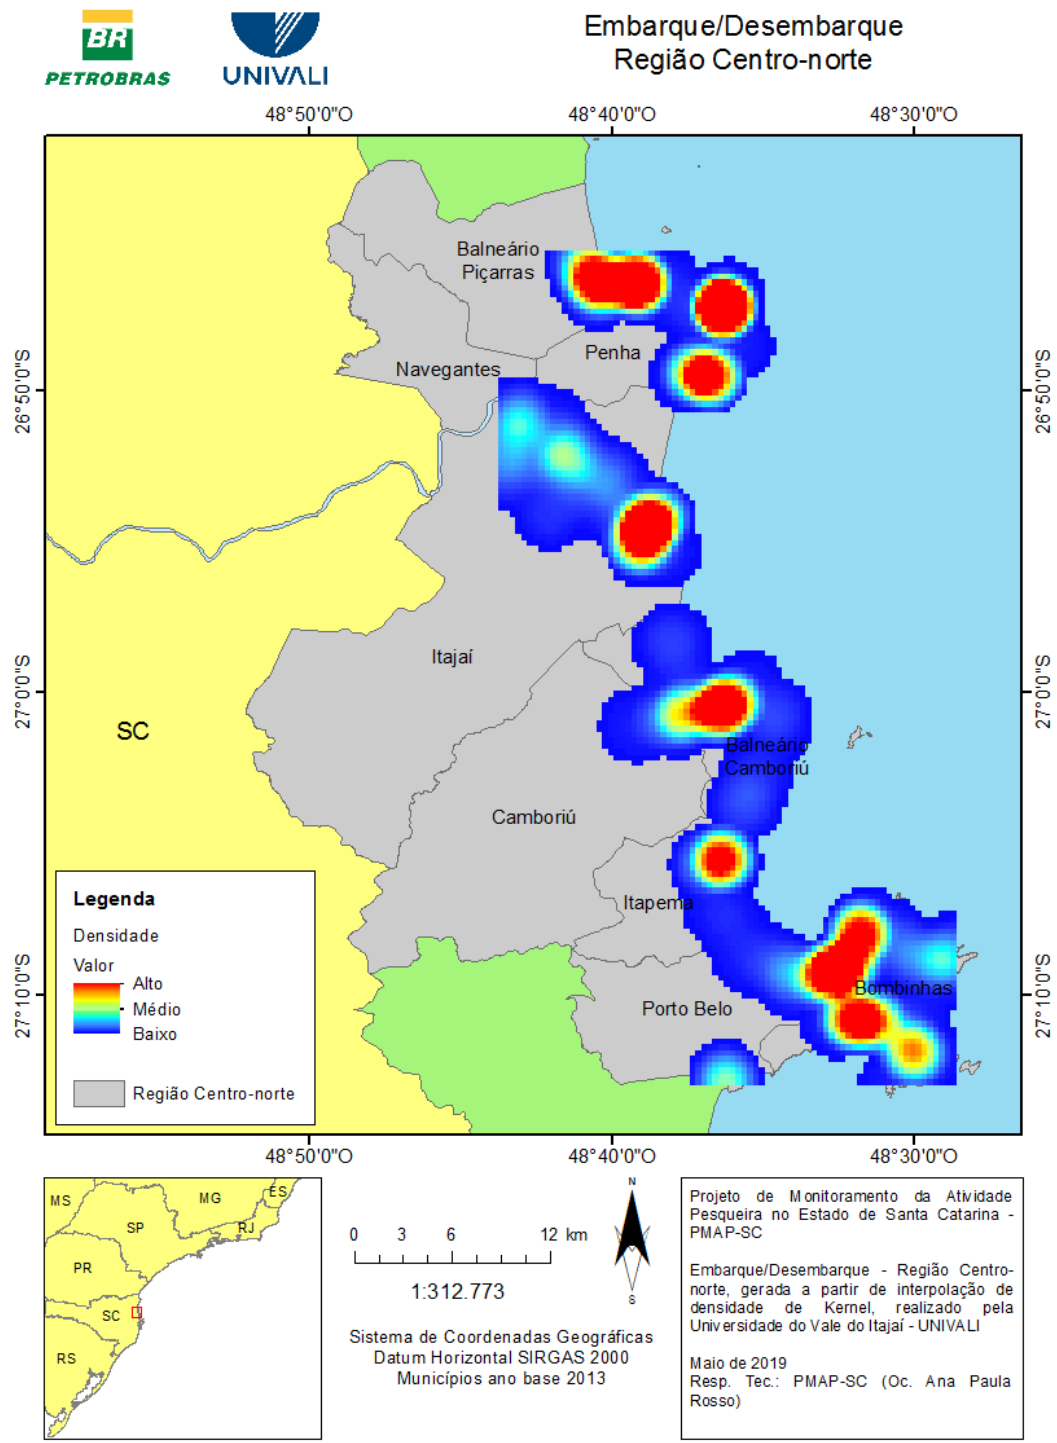 BR
PETROBRAS
UNIVALI
Embarque/Desembarque
Região Centro-norte
48°50'0"O
48°40'0"O
48°30'0"O
26°50'0"S
27°0'0"S
27°10'0"S
26°50'0"S
27°0'0"S
27°10'0"S
Balneário
Piçarras
Penha
Navegantes
Itajaí
SC
Balneário
Camboriú
Camboriú
Itapema
Bombinhas
Porto Belo
Legenda
Densidade
Valor
Alto
Médio
Baixo
Região Centro-norte
48°50'0"O
48°40'0"O
48°30'0"O
MS
MG
ES
SP
RJ
PR
SC
RS
0 3 6 12 km
1:312.773
N
S
Sistema de Coordenadas Geográficas
Datum Horizontal SIRGAS 2000
Municípios ano base 2013
Projeto de Monitoramento da Atividade
Pesqueira no Estado de Santa Catarina -
PMAP-SC
Embarque/Desembarque - Região Centro-
norte, gerada a partir de interpolação de
densidade de Kernel, realizado pela
Universidade do Vale do Itajaí - UNIVALI
Maio de 2019
Resp. Tec.: PMAP-SC (Oc. Ana Paula
Rosso)